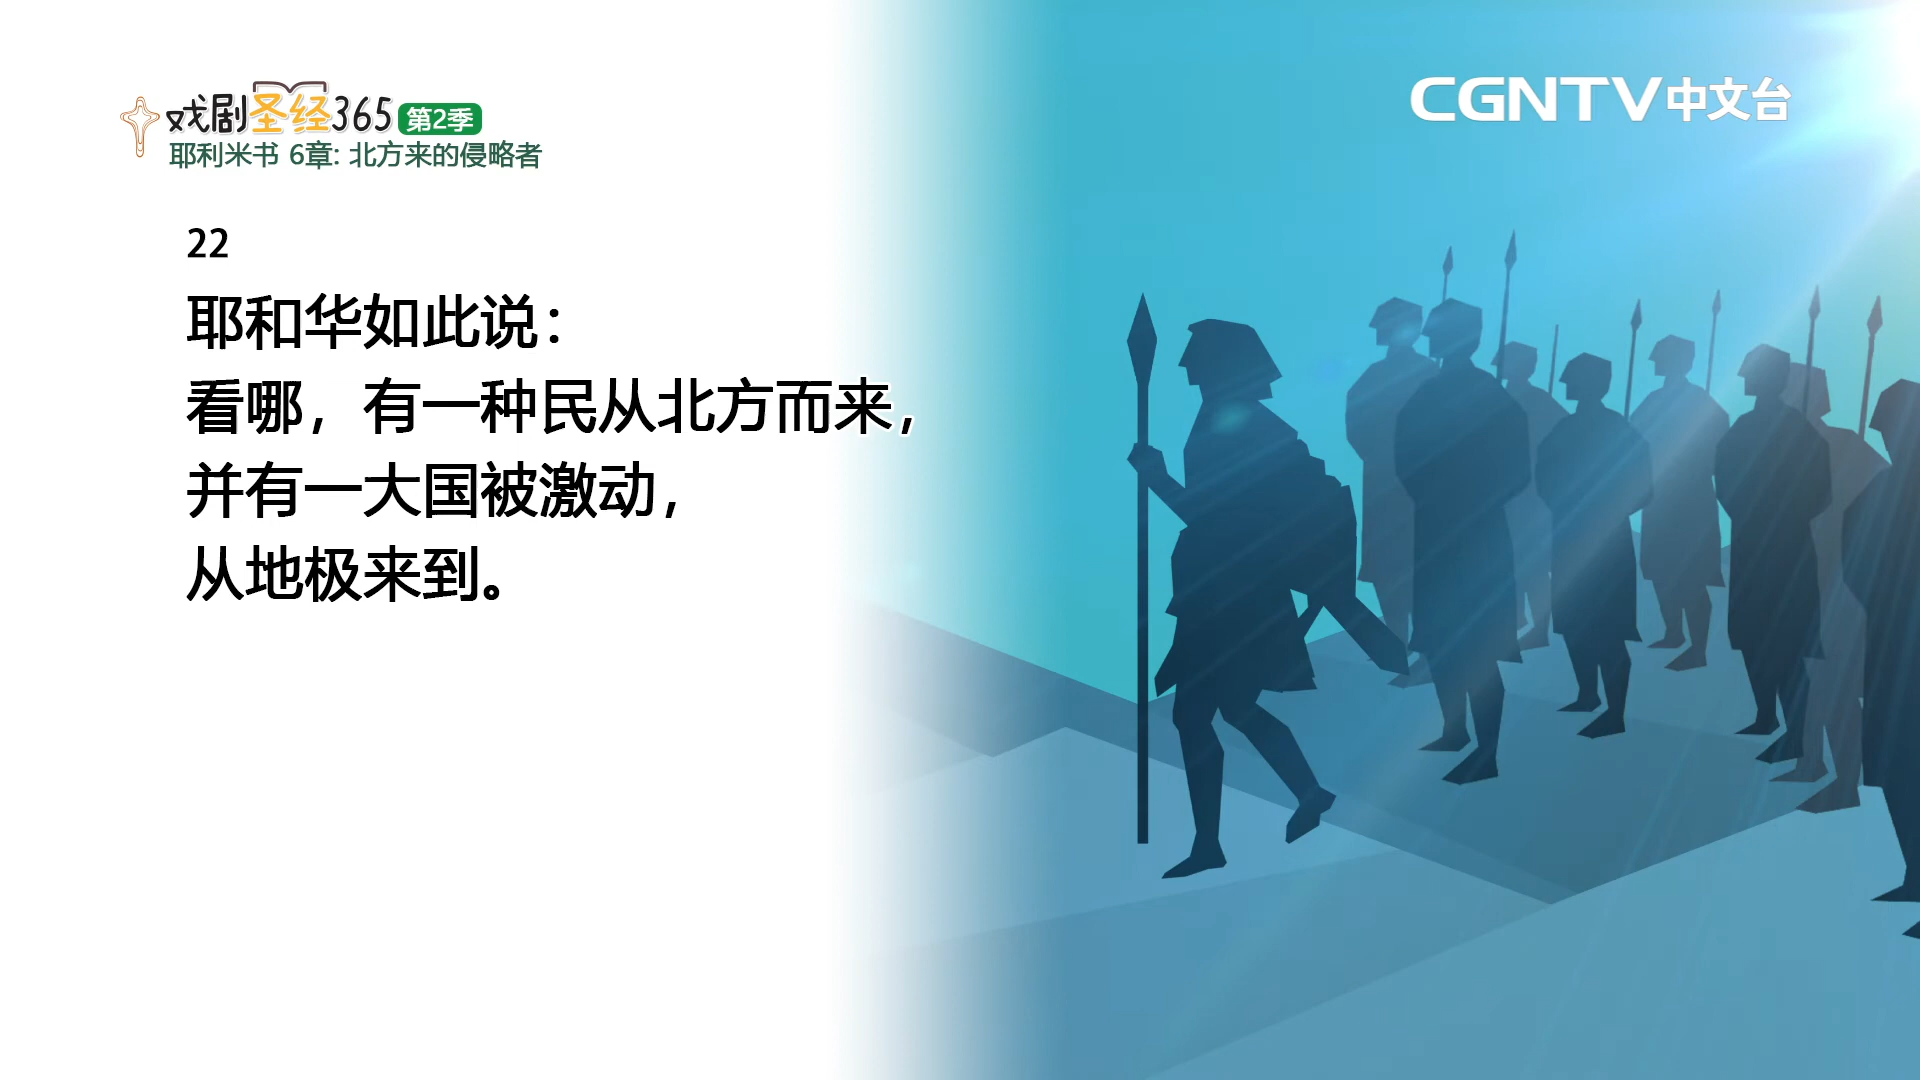 戏剧圣经365 第2季
耶利米书 6章: 北方来的侵略者
CGNTV中文台
22
耶和华如此说：
看哪，有一种民从北方而来，
并有一大国被激动，
从地极来到。